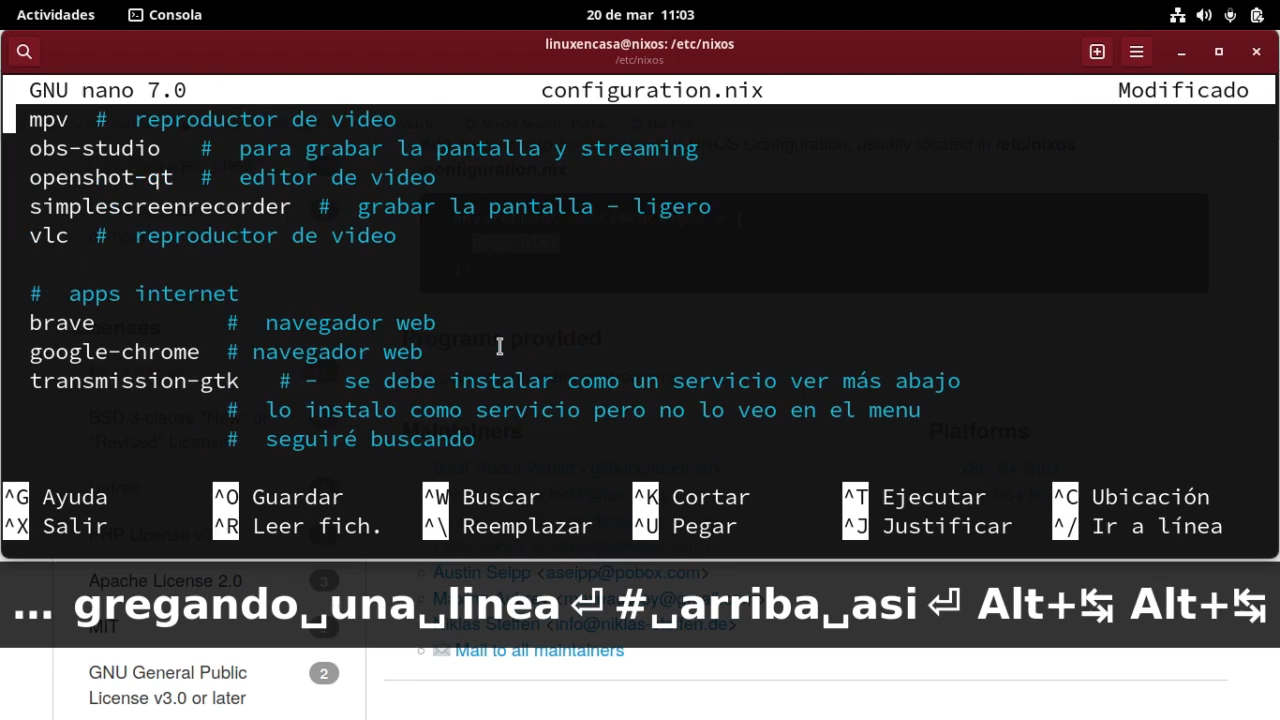 Actividades Consola 20 de mar 11:03
linuxencasa@nixos: /etc/nixos
/etc/nixos
GNU nano 7.0 configuration.nix Modificado
mpv # reproductor de video
obs-studio # para grabar la pantalla y streaming
openshot-qt # editor de video
simplescreenrecorder # grabar la pantalla - ligero
vlc # reproductor de video
# apps internet
brave # navegador web
google-chrome # navegador web
transmission-gtk # - se debe instalar como un servicio ver más abajo
# lo instalo como servicio pero no lo veo en el menu
# seguiré buscando
^G Ayuda ^O Guardar ^W Buscar ^K Cortar ^T Ejecutar ^C Ubicación
^X Salir ^R Leer fich. ^\ Reemplazar ^U Pegar ^J Justificar ^/ Ir a línea
Programs provided
Maintainers Platforms
Austin Seipp <aseipp@pobox.com>
Apache License 2.0 3
... gregando␣una␣linea⏎#␣arriba␣asi⏎ Alt+↹ Alt+↹
MIT
Mail to all maintainers
GNU General Public 2
License v3.0 or later